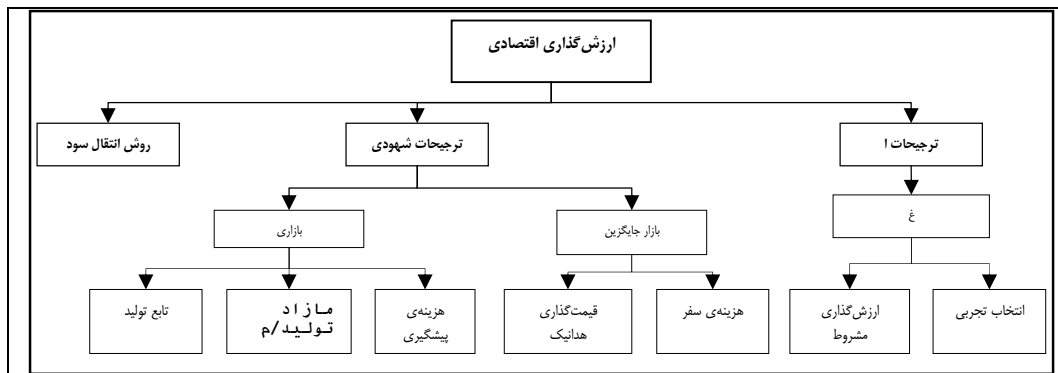 ارزش‌گذاری اقتصادی
ترجیحات ا
ترجیحات شهودی
روش انتقال سود
غ
بازار جایگزین
بازاری
انتخاب تجربی
ارزش‌گذاری
مشروط
هزینه‌ی سفر
قیمت‌گذاری
هدانیک
هزینه‌ی
پیشگیری
مازاد
تولید/م
تابع تولید